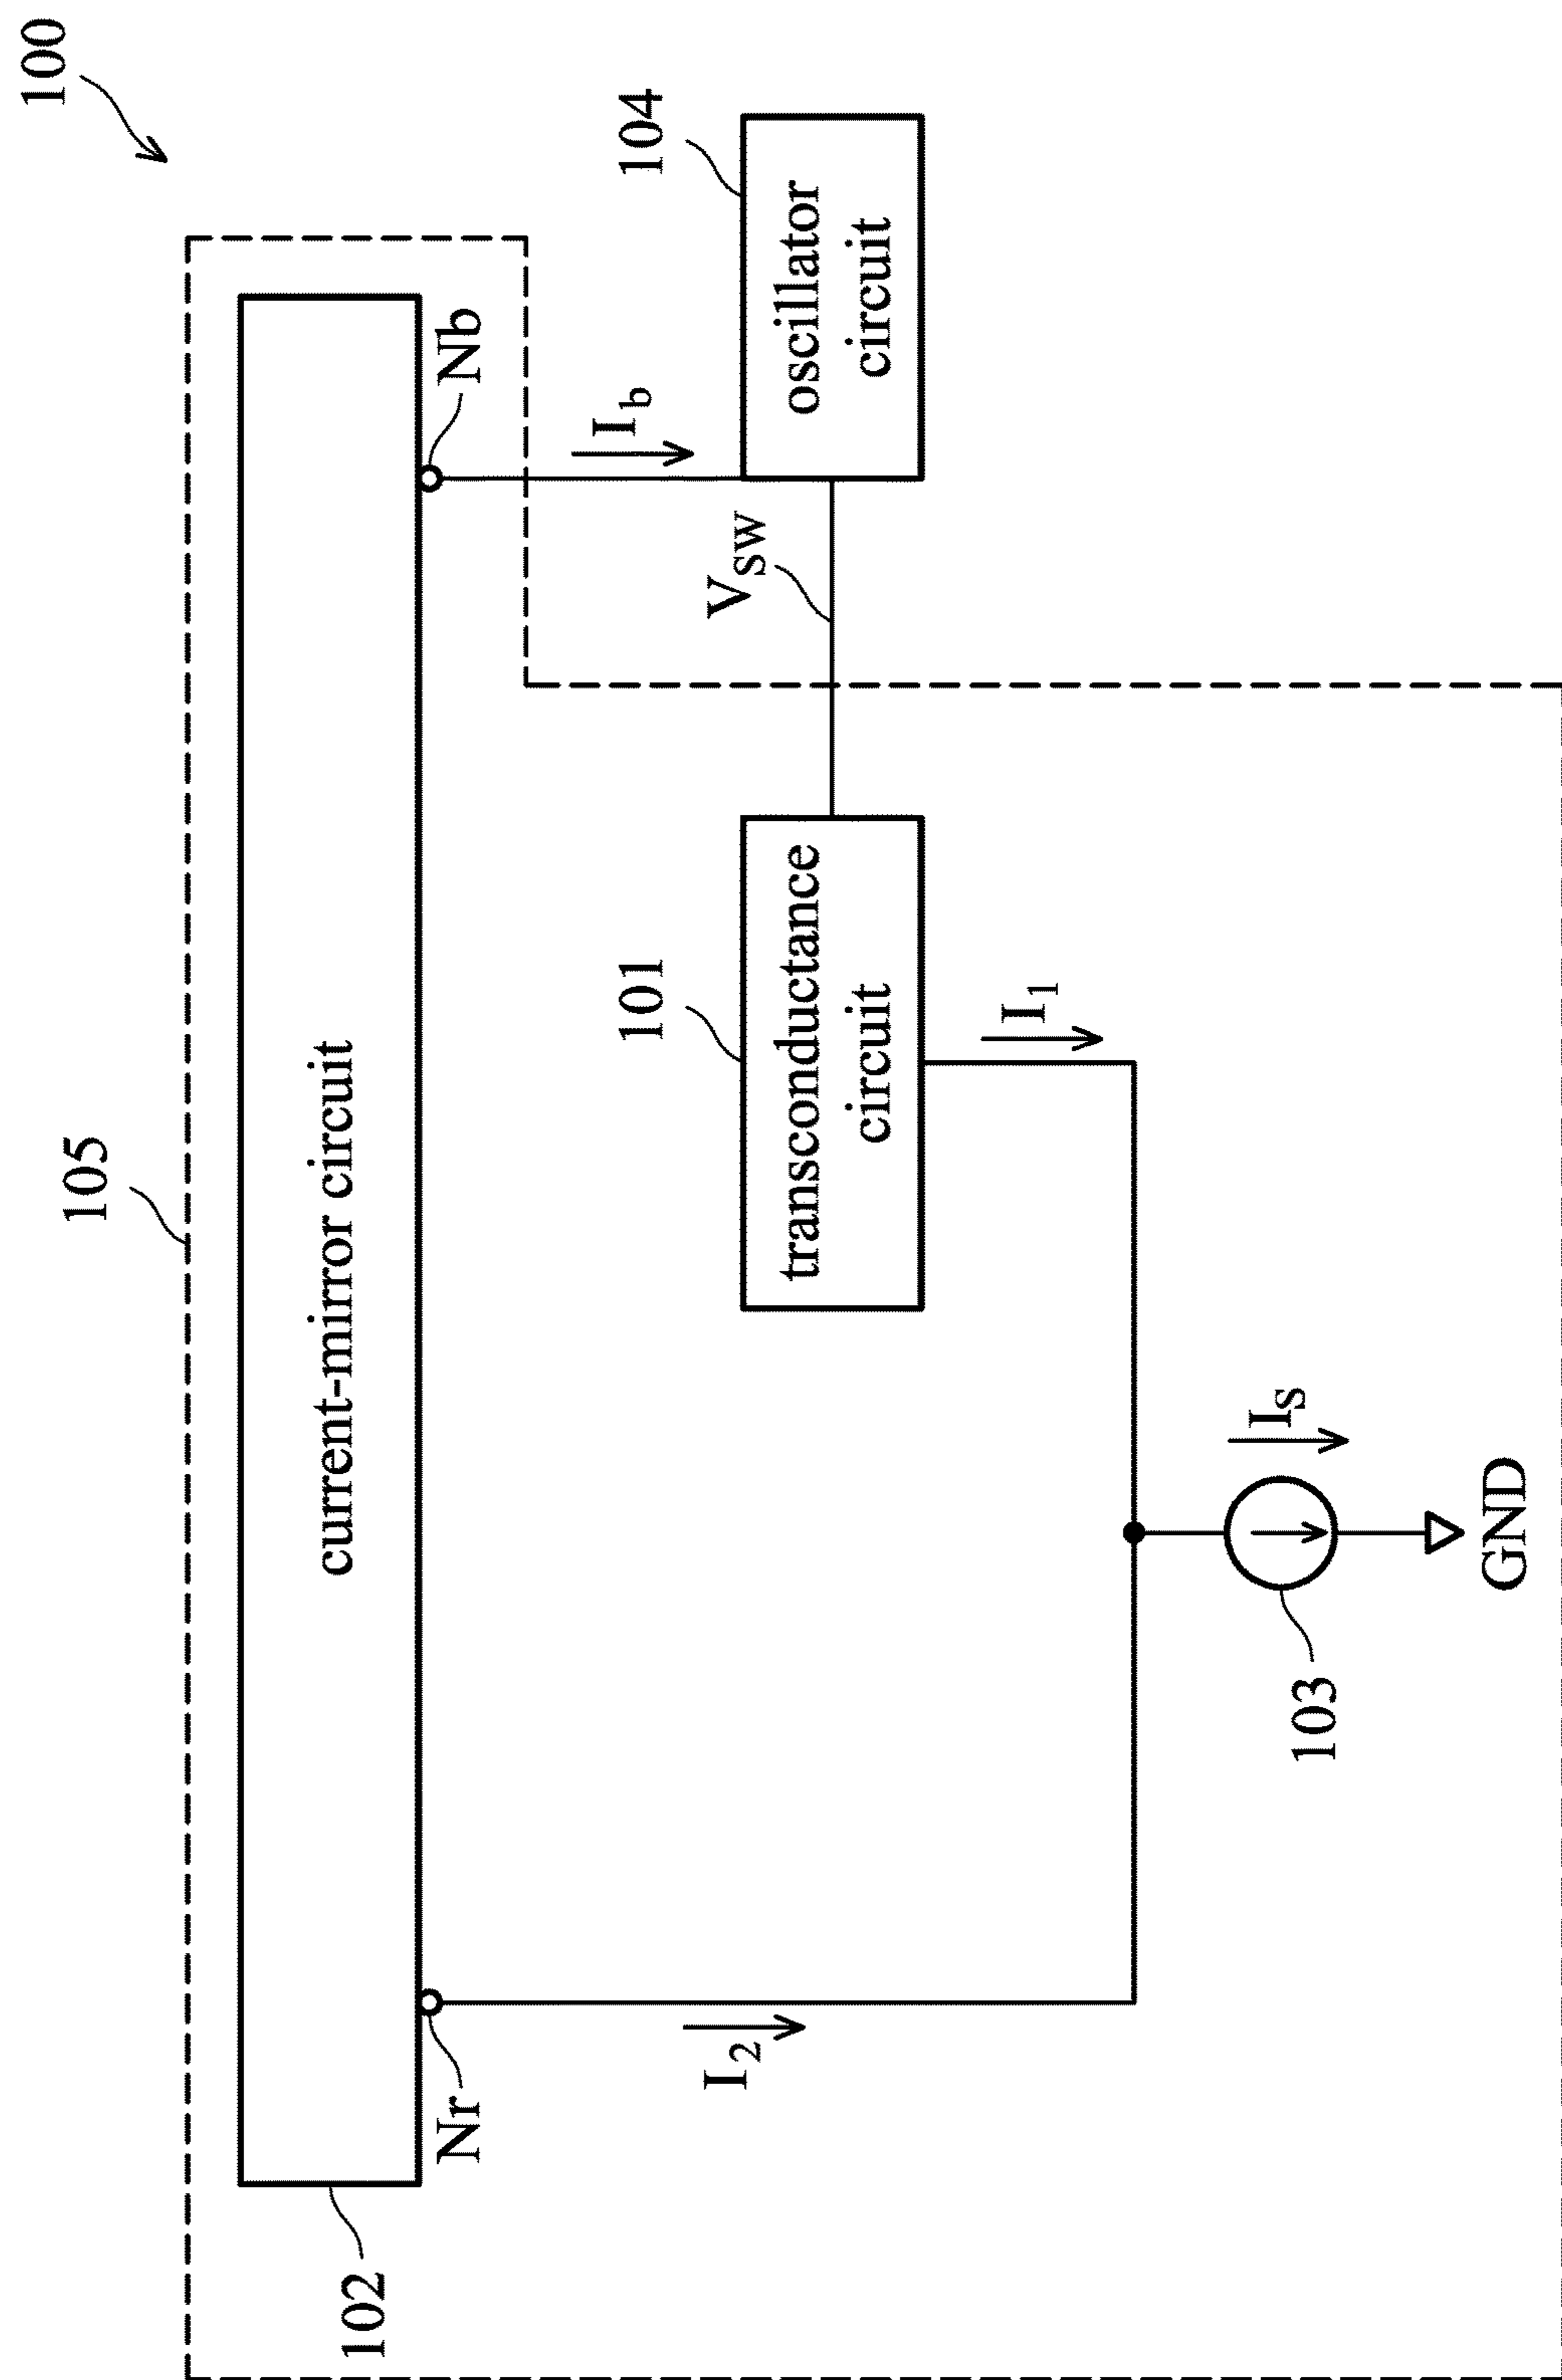 100
105
102
current-mirror circuit
Nr
Nb
I2
Ib
101
104
transconductance
circuit
VSW
oscillator
circuit
I1
103
IS
GND